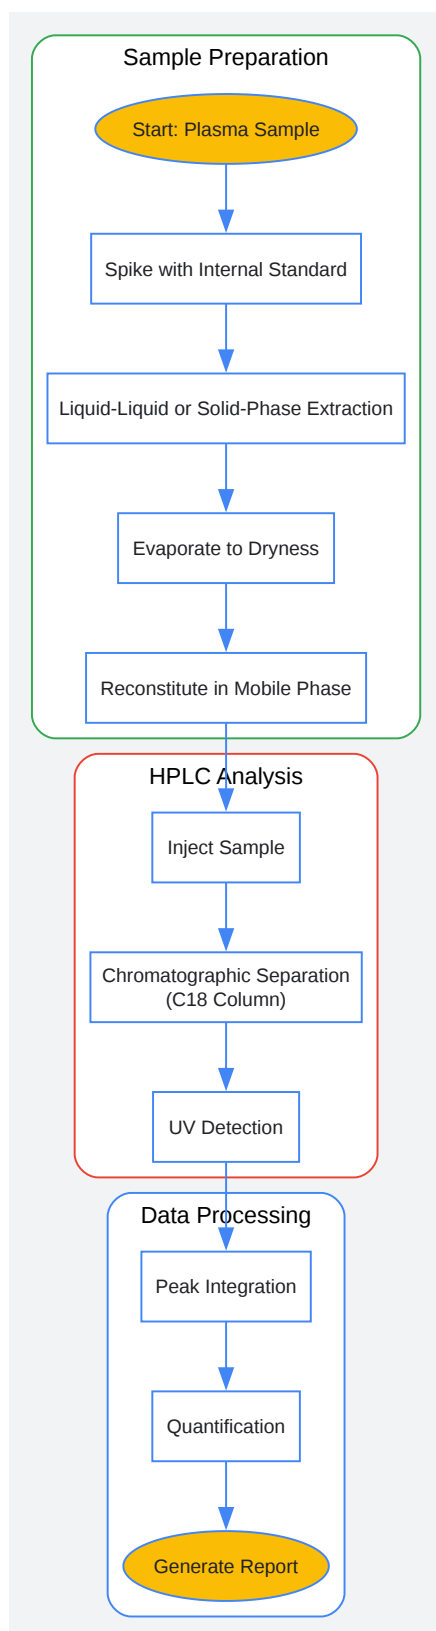 Sample Preparation
Start: Plasma Sample
Spike with Internal Standard
Liquid-Liquid or Solid-Phase Extraction
Evaporate to Dryness
Reconstitute in Mobile Phase
HPLC Analysis
Inject Sample
Chromatographic Separation
(C18 Column)
UV Detection
Data Processing
Peak Integration
Quantification
Generate Report